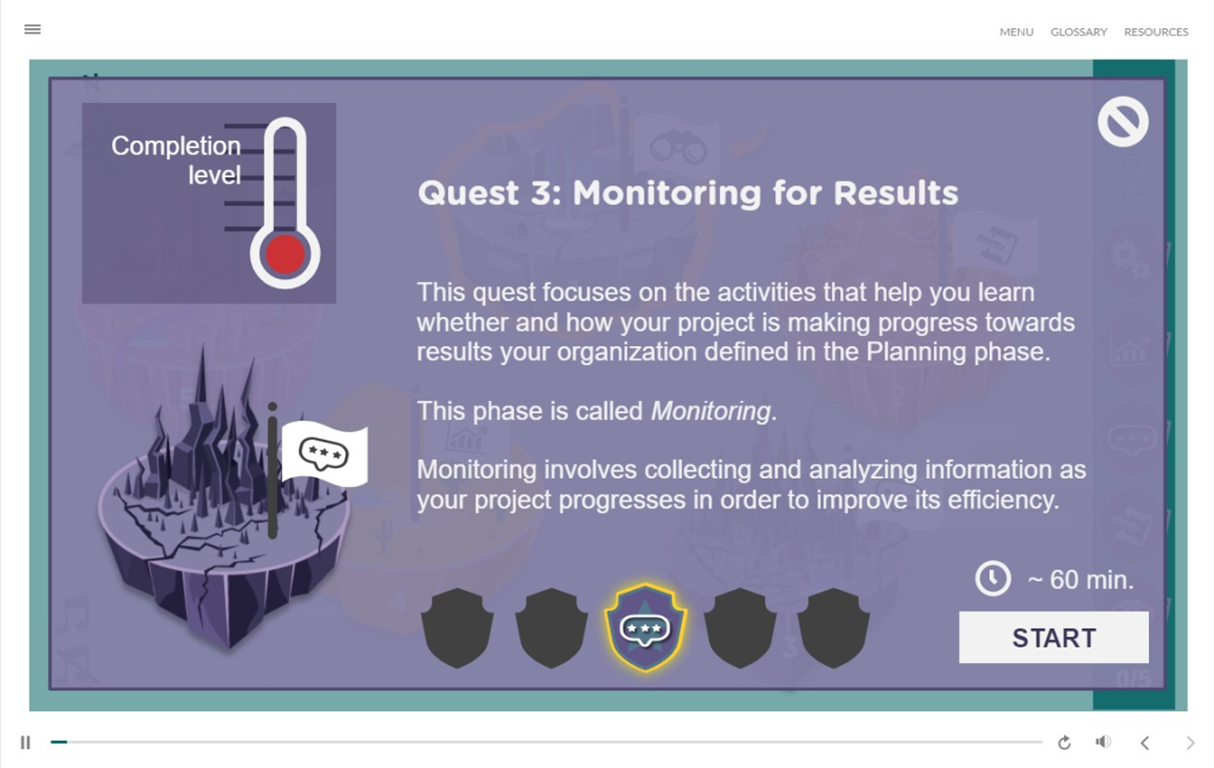 MENU GLOSSARY RESOURCES
Completion
level
Quest 3: Monitoring for Results
This quest focuses on the activities that help you learn
whether and how your project is making progress towards
results your organization defined in the Planning phase.
This phase is called Monitoring.
Monitoring involves collecting and analyzing information as
your project progresses in order to improve its efficiency.
~ 60 min.
START
0/5